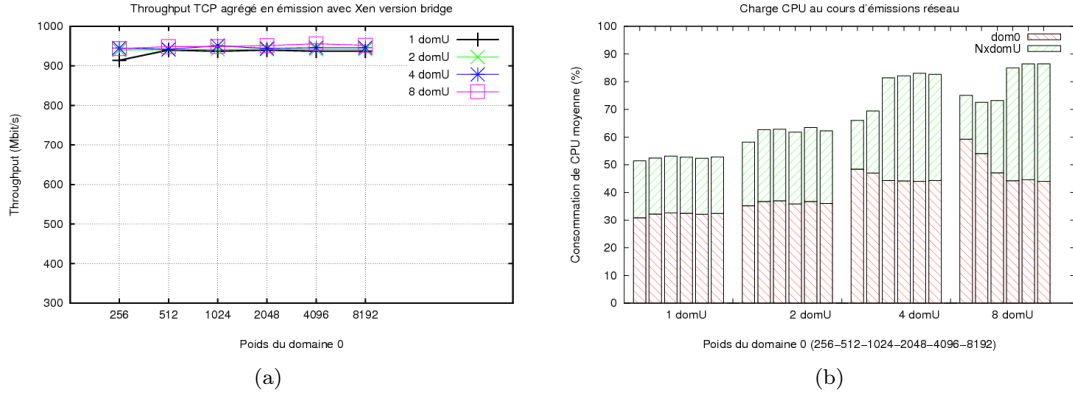 Throughput TCP agrégé en émission avec Xen version bridge
1000
900
800
700
600
500
400
300
Throughput (Mbit/s)
1 domU
2 domU
4 domU
8 domU
256 512 1024 2048 4096 8192
Poids du domaine 0
(a)
Charge CPU au cours d'émissions réseau
100
90
80
70
60
50
40
30
20
10
0
Consommation de CPU moyenne (%)
dom0
NxdomU
1 domU 2 domU 4 domU 8 domU
Poids du domaine 0 (256−512−1024−2048−4096−8192)
(b)